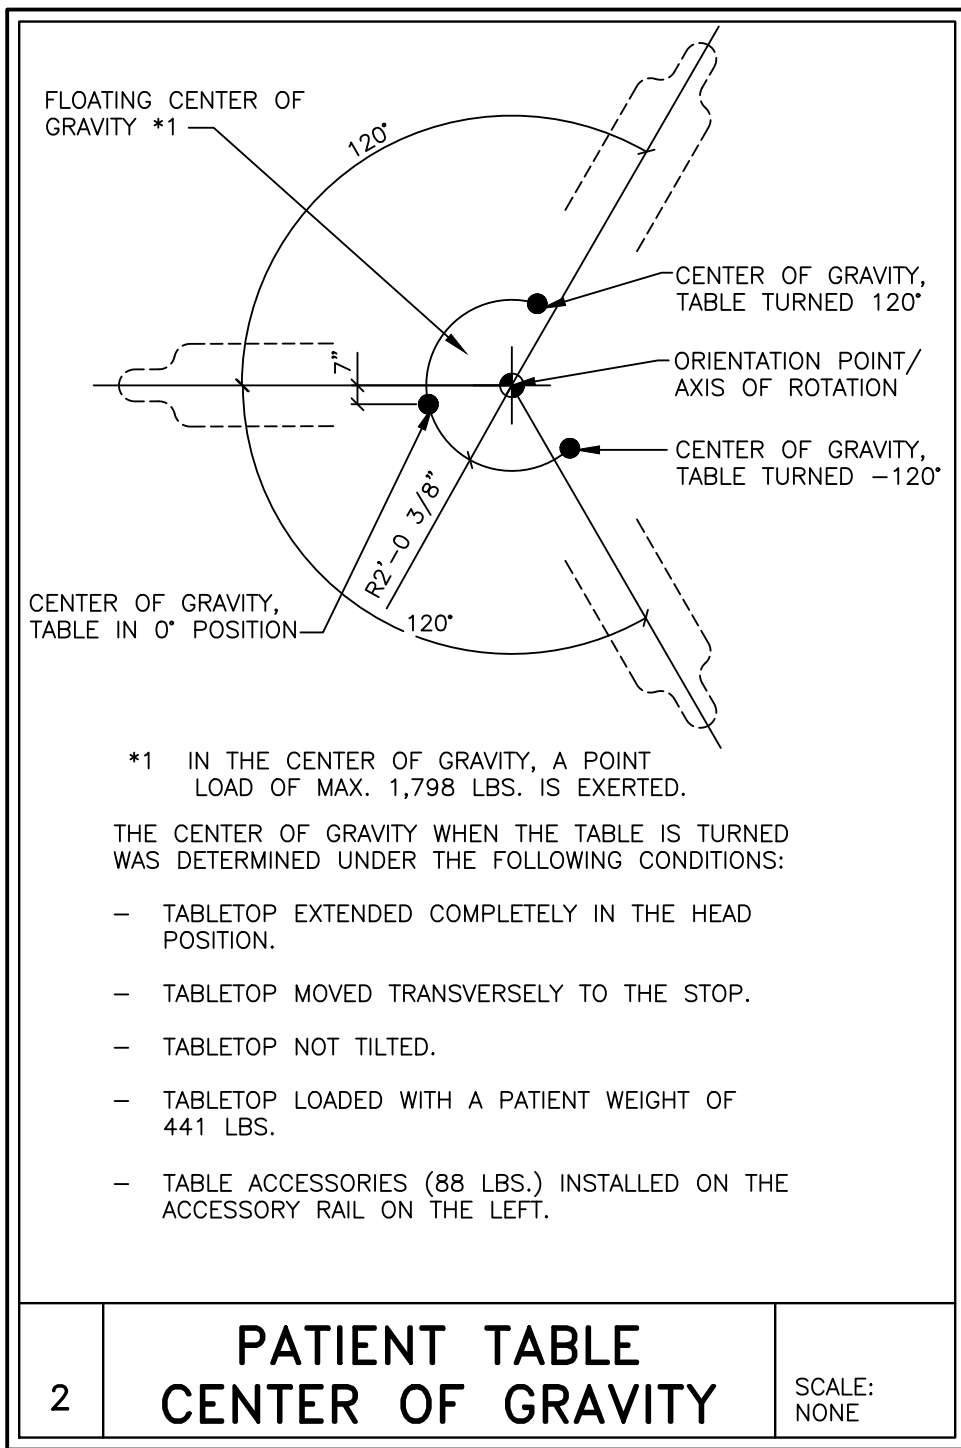 FLOATING CENTER OF
GRAVITY *1
120°
CENTER OF GRAVITY,
TABLE TURNED 120°
7"
ORIENTATION POINT/
AXIS OF ROTATION
CENTER OF GRAVITY,
TABLE TURNED –120°
R2'–0 3/8"
CENTER OF GRAVITY,
TABLE IN 0° POSITION
120°
*1 IN THE CENTER OF GRAVITY, A POINT
LOAD OF MAX. 1,798 LBS. IS EXERTED.
THE CENTER OF GRAVITY WHEN THE TABLE IS TURNED
WAS DETERMINED UNDER THE FOLLOWING CONDITIONS:
– TABLETOP EXTENDED COMPLETELY IN THE HEAD
POSITION.
– TABLETOP MOVED TRANSVERSELY TO THE STOP.
– TABLETOP NOT TILTED.
– TABLETOP LOADED WITH A PATIENT WEIGHT OF
441 LBS.
– TABLE ACCESSORIES (88 LBS.) INSTALLED ON THE
ACCESSORY RAIL ON THE LEFT.
2
PATIENT TABLE
CENTER OF GRAVITY
SCALE:
NONE